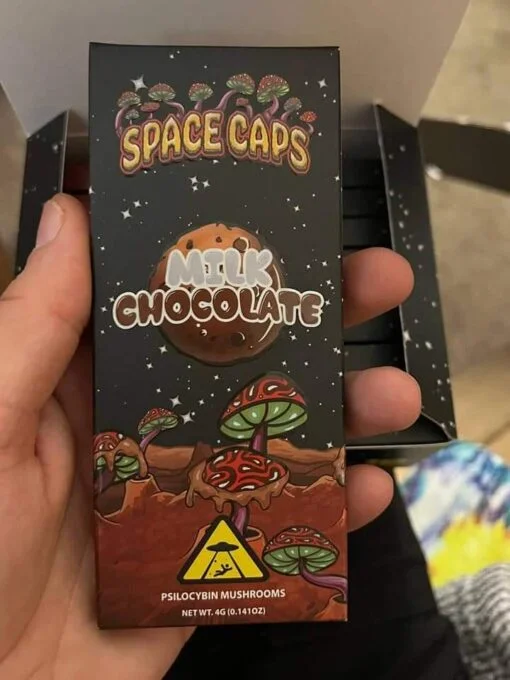 SPACE CAPS
MILK
CHOCOLATE
PSILOCYBIN MUSHROOMS
NET WT. 4G (0.141OZ)